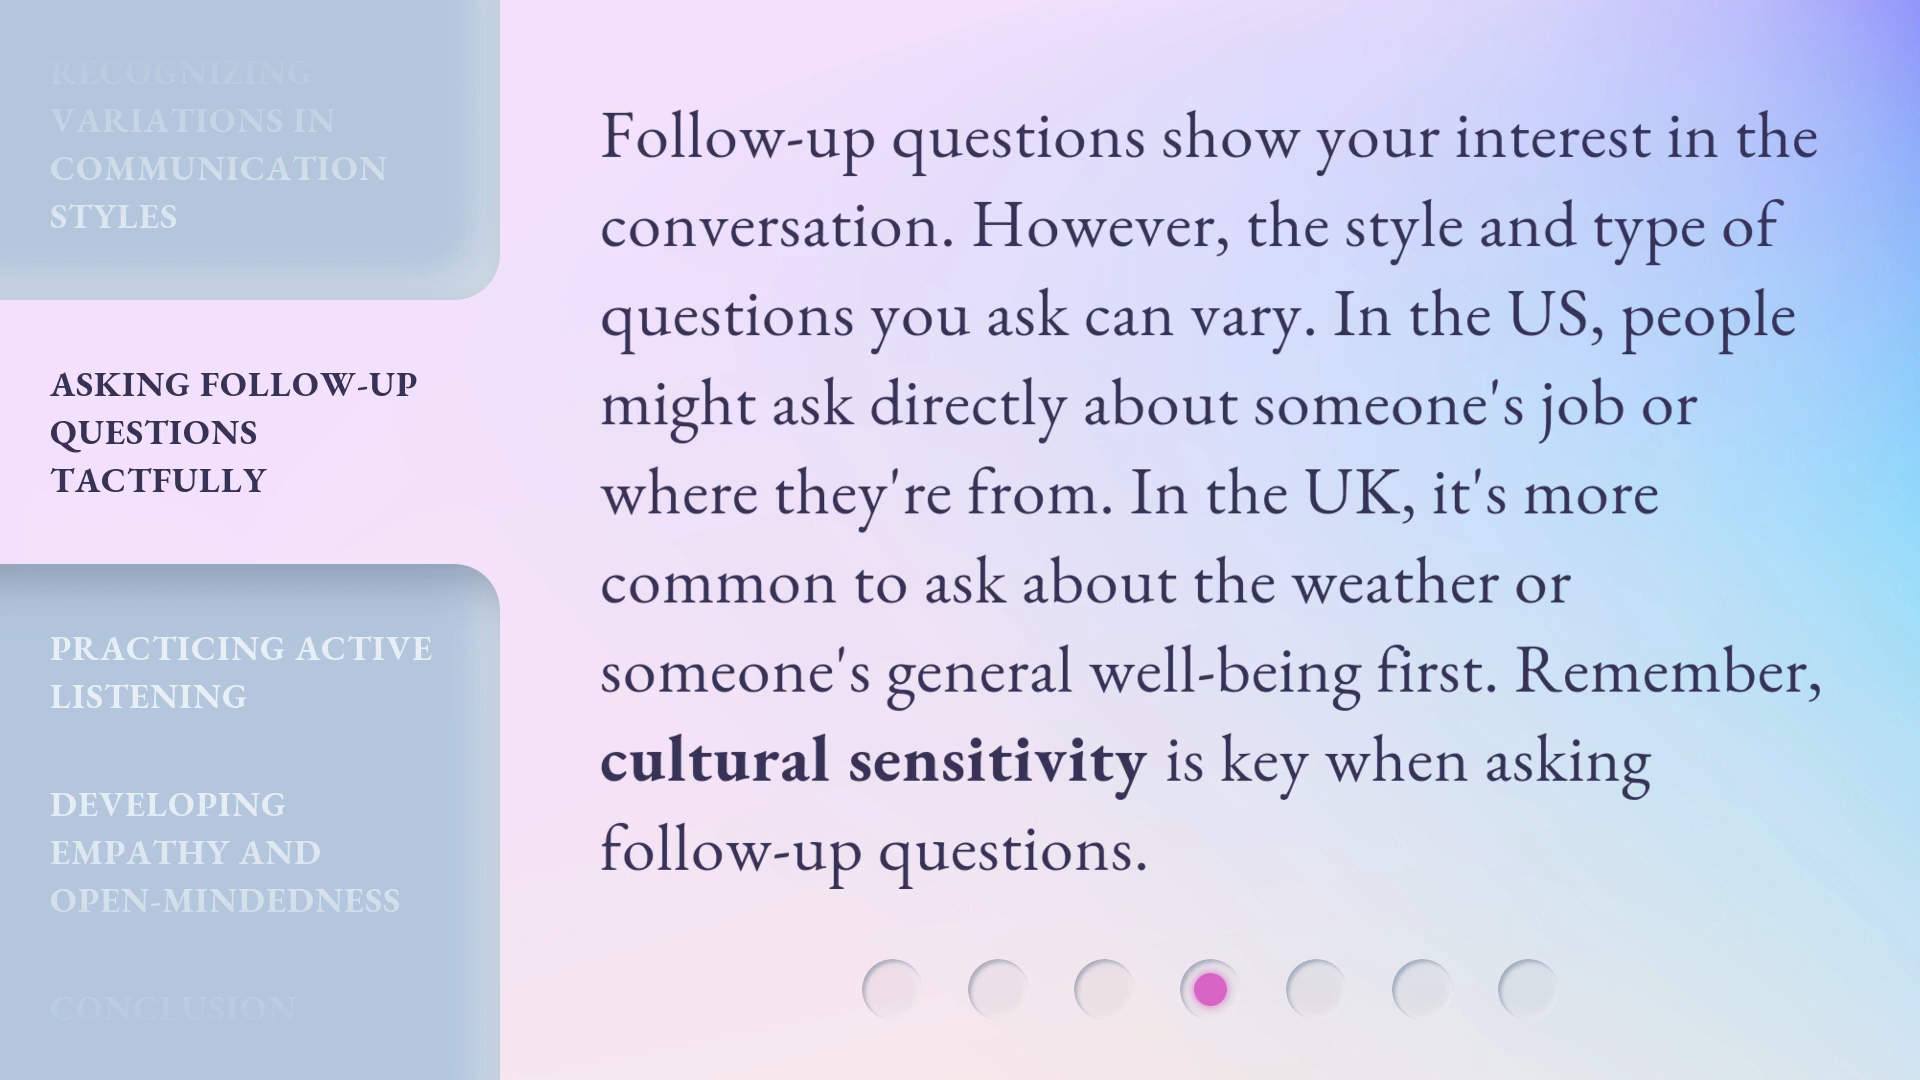 RECOGNIZING
VARIATIONS IN
COMMUNICATION
STYLES
ASKING FOLLOW-UP
QUESTIONS
TACTFULLY
PRACTICING ACTIVE
LISTENING
DEVELOPING
EMPATHY AND
OPEN-MINDEDNESS
CONCLUSION
Follow-up questions show your interest in the
conversation. However, the style and type of
questions you ask can vary. In the US, people
might ask directly about someone's job or
where they're from. In the UK, it's more
common to ask about the weather or
someone's general well-being first. Remember,
cultural sensitivity is key when asking
follow-up questions.